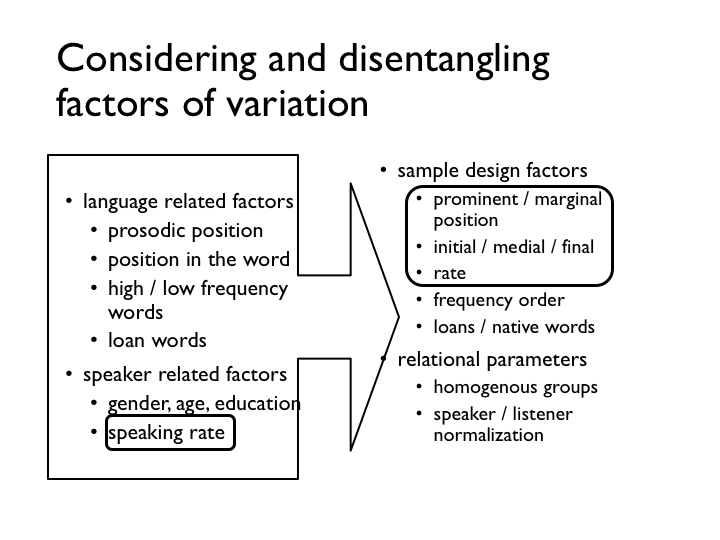 Considering and disentangling
factors of variation
• language related factors
• prosodic position
• position in the word
• high / low frequency
words
• loan words
• speaker related factors
• gender, age, education
• speaking rate
• sample design factors
• prominent / marginal
position
• initial / medial / final
• rate
• frequency order
• loans / native words
• relational parameters
• homogenous groups
• speaker / listener
normalization